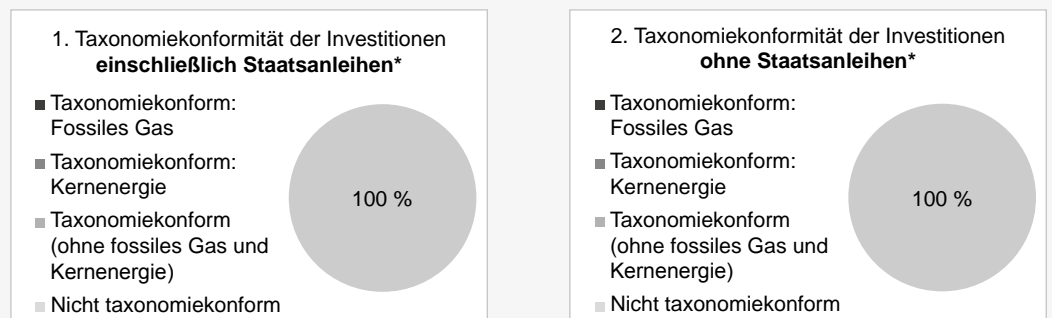 1. Taxonomiekonformität der Investitionen
einschließlich Staatsanleihen*
Taxonomiekonform:
Fossiles Gas
Taxonomiekonform:
Kernenergie
Taxonomiekonform
(ohne fossiles Gas und
Kernenergie)
Nicht taxonomiekonform
100 %
2. Taxonomiekonformität der Investitionen
ohne Staatsanleihen*
Taxonomiekonform:
Fossiles Gas
Taxonomiekonform:
Kernenergie
Taxonomiekonform
(ohne fossiles Gas und
Kernenergie)
Nicht taxonomiekonform
100 %